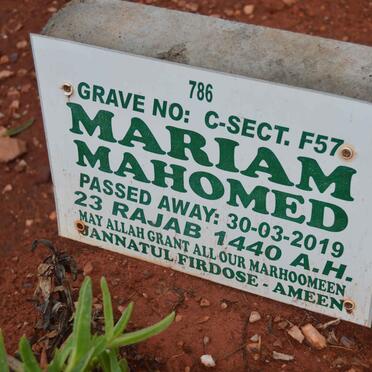 786
GRAVE NO: C-SECT. F57
MARIAM
MAHOMED
PASSED AWAY: 30-03-2019
23 RAJAB 1440 A.H.
MAY ALLAH GRANT ALL OUR MARHOOMEEN
JANNATUL FIRDOSE - AMEEN